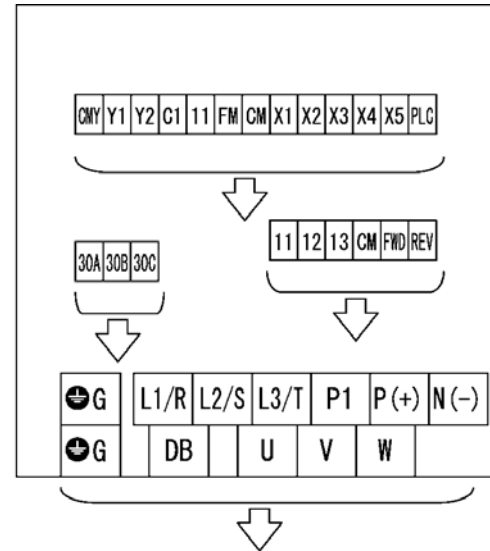 CMY Y1 Y2 C1 11 FM CM X1 X2 X3 X4 X5 PLC
11 12 13 CM FWD REV
30A 30B 30C
G L1/R L2/S L3/T P1 P(+) N(-)
G DB U V W